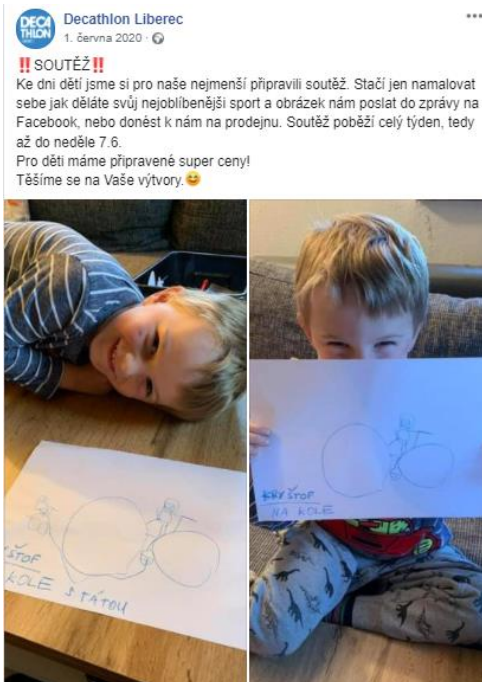 DECA
THLON
Decathlon Liberec
1. června 2020 ·
‼️SOUTĚŽ‼️
Ke dni dětí jsme si pro naše nejmenší připravili soutěž. Stačí jen namalovat
sebe jak děláte svůj nejoblíbenějši sport a obrázek nám poslat do zprávy na
Facebook, nebo donést k nám na prodejnu. Soutěž poběží celý týden, tedy
až do neděle 7.6.
Pro děti máme připravené super ceny!
Těšíme se na Vaše výtvory.😄
ŠTOF
KOLE S TÁTOU
KRYŠTOF
NA KOLE